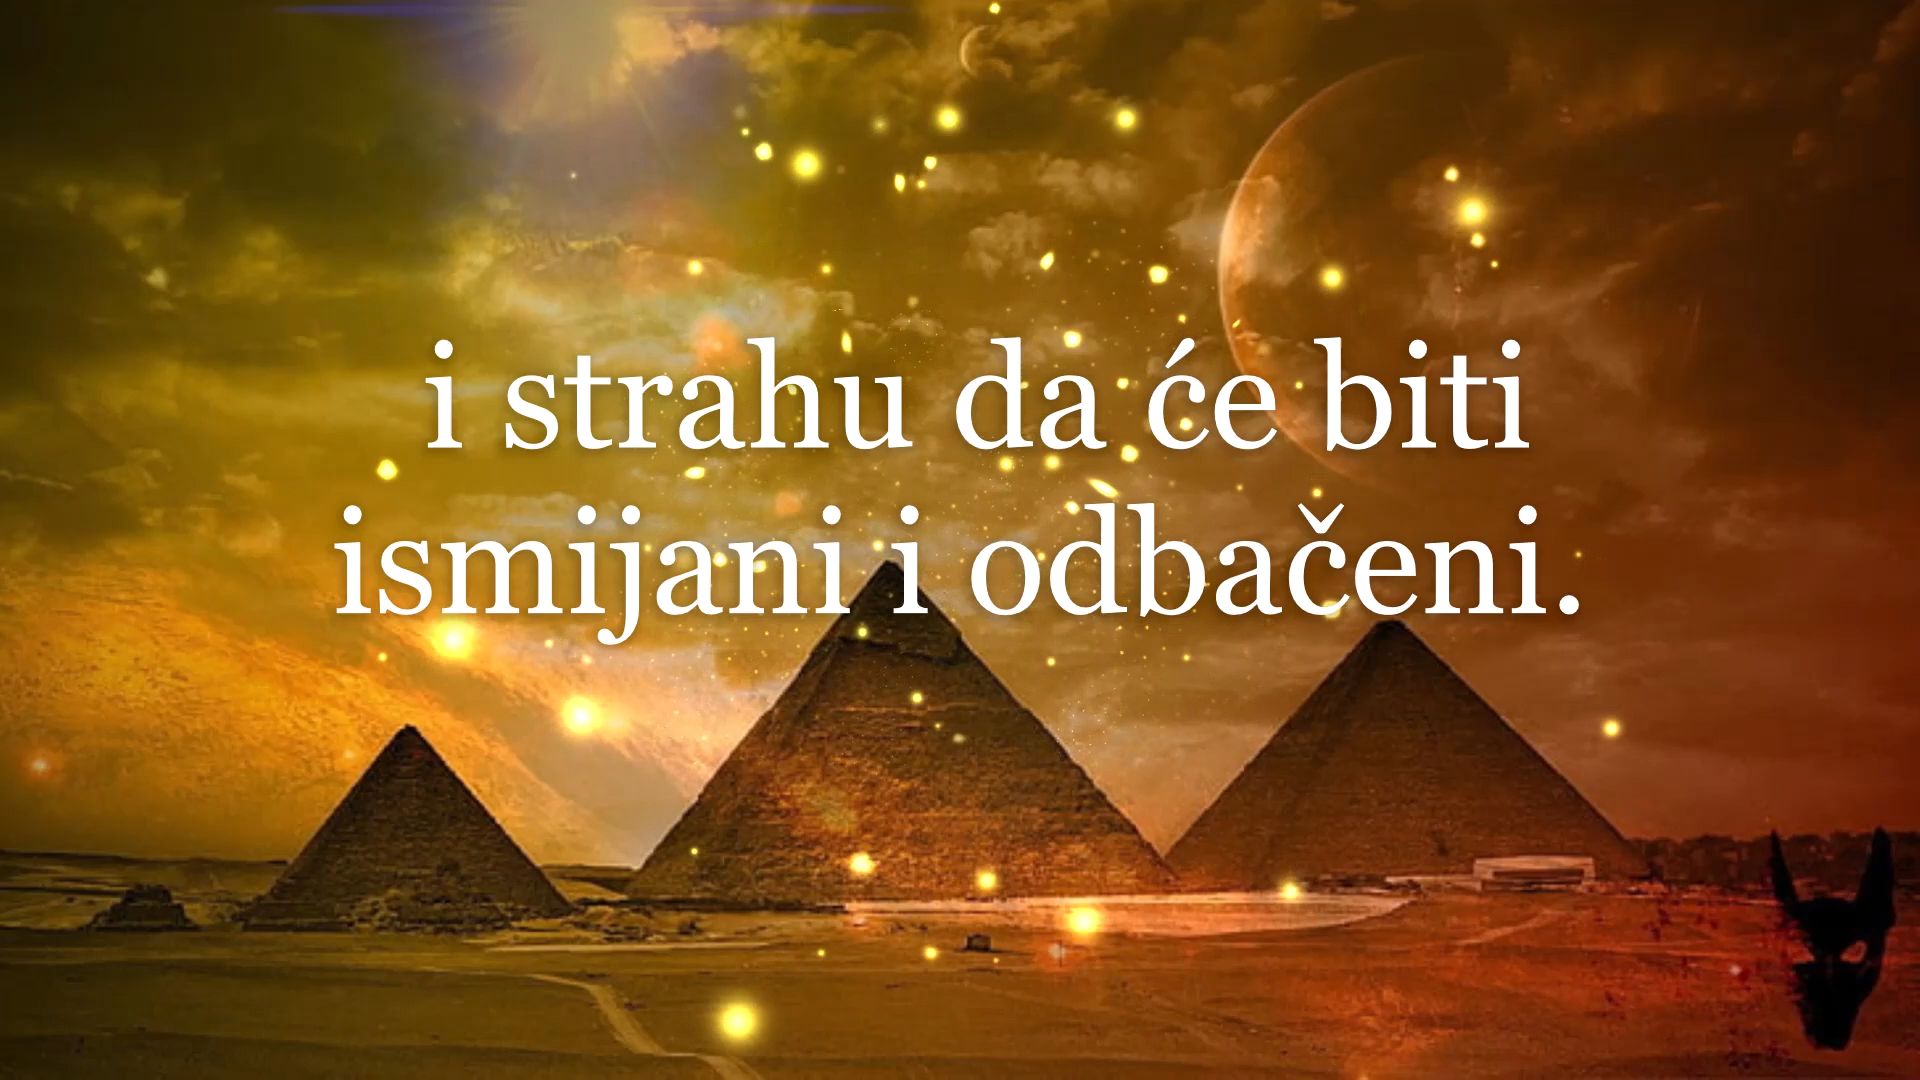 i strahu da će biti
ismijani i odbačeni.